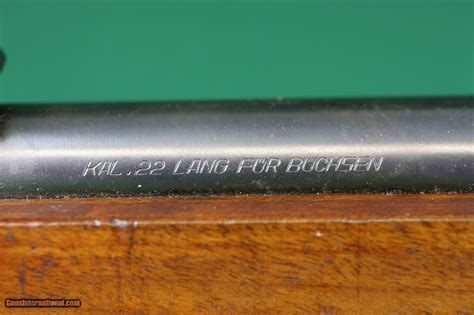 KAL. 22 LANG FÜR BÜCHSEN
GunsInternational.com